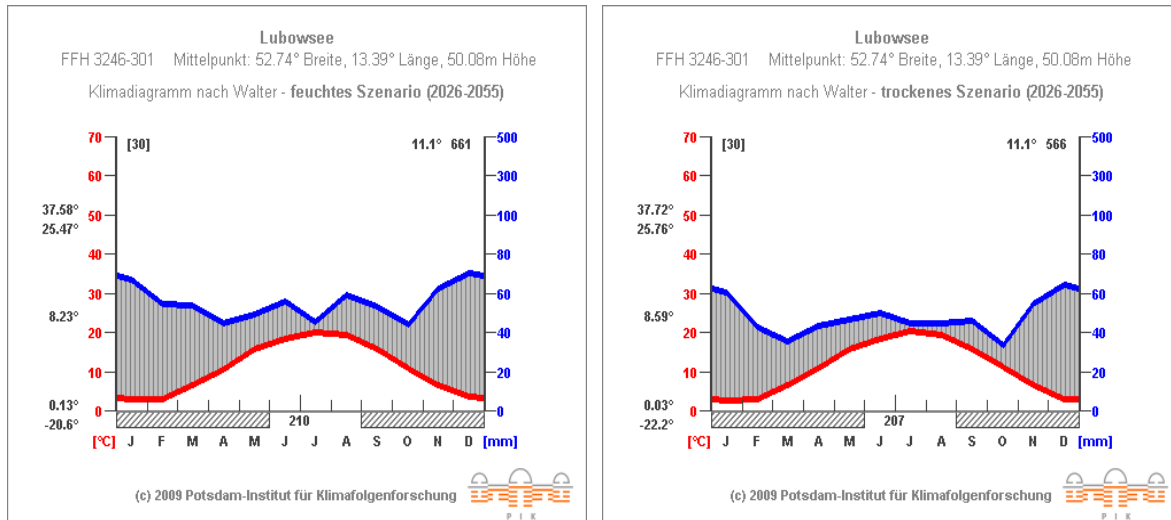 Lubowsee
FFH 3246-301 Mittelpunkt: 52.74° Breite, 13.39° Länge, 50.08m Höhe
Klimadiagramm nach Walter - feuchtes Szenario (2026-2055)
70 [30] 11.1° 661 500
60 300
37.58° 50 100
25.47°
40 80
30 60
8.23° 20 40
10 20
0.13° 0 0
-20.6° 210
[°C] J F M A M J J A S O N D [mm]
(c) 2009 Potsdam-Institut für Klimafolgenforschung
P I K
Lubowsee
FFH 3246-301 Mittelpunkt: 52.74° Breite, 13.39° Länge, 50.08m Höhe
Klimadiagramm nach Walter - trockenes Szenario (2026-2055)
70 [30] 11.1° 566 500
60 300
37.72° 50 100
25.76°
40 80
30 60
8.59° 20 40
10 20
0.03° 0 0
-22.2° 207
[°C] J F M A M J J A S O N D [mm]
(c) 2009 Potsdam-Institut für Klimafolgenforschung
P I K